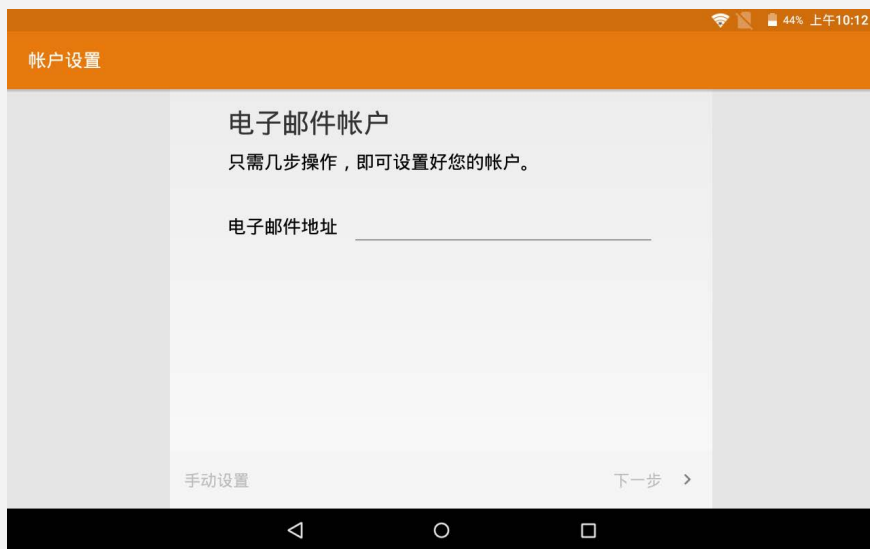 44% 上午10:12
帐户设置
电子邮件帐户
只需几步操作，即可设置好您的帐户。
电子邮件地址
手动设置
下一步